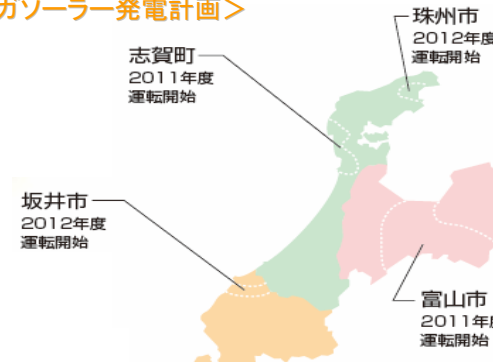 ガソーラー発電計画＞
珠州市
2012年度
運転開始
志賀町
2011年度
運転開始
坂井市
2012年度
運転開始
富山市
2011年度
運転開始